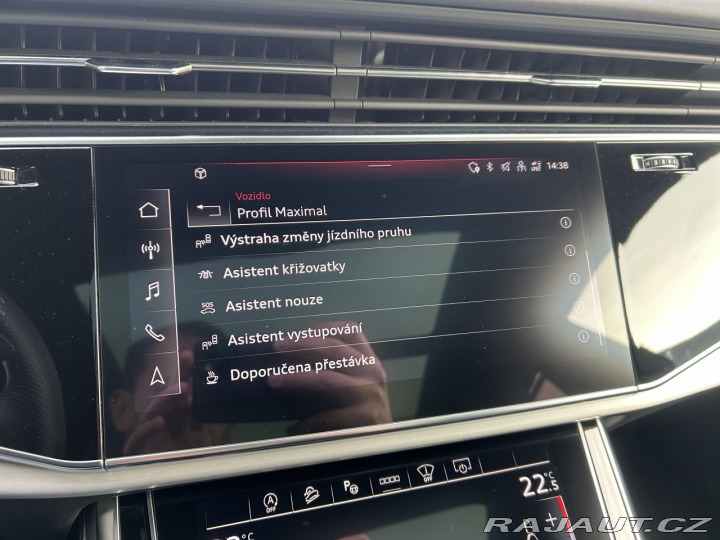 14:38
Vozidlo
Profil Maximal
Výstraha změny jízdního pruhu
Asistent křižovatky
SOS
Asistent nouze
Asistent vystupování
Doporučena přestávka
OFF
P
OFF
22.5 °C
°C
RAJAUT.CZ